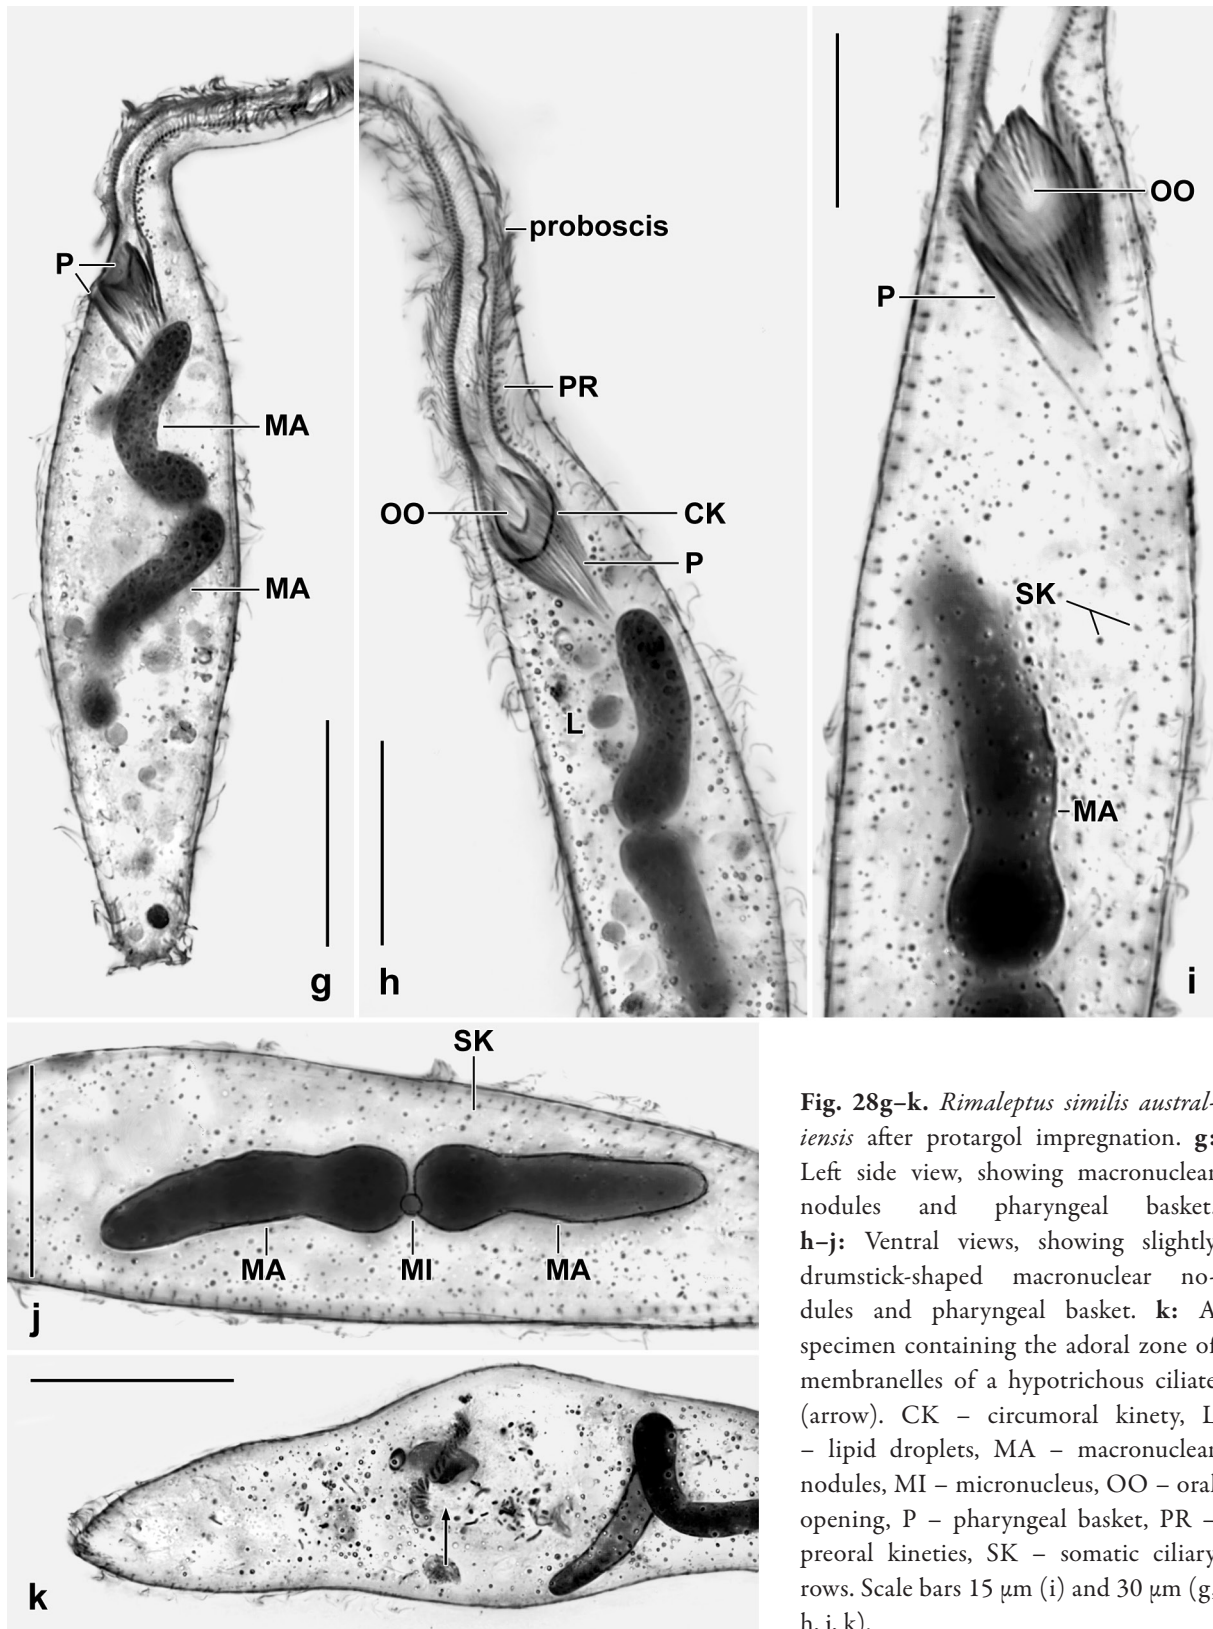 P
MA
MA
g
proboscis
PR
OO
CK
P
L
h
OO
P
SK
MA
i
SK
MA
MI
MA
j
k
Fig. 28g–k. Rimaleptus similis austral-
iensis after protargol impregnation. g:
Left side view, showing macronuclear
nodules and pharyngeal basket.
h–j: Ventral views, showing slightly
drumstick-shaped macronuclear no-
dules and pharyngeal basket. k: A
specimen containing the adoral zone of
membranelles of a hypotrichous ciliate
(arrow). CK – circumoral kinety, L
– lipid droplets, MA – macronuclear
nodules, MI – micronucleus, OO – oral
opening, P – pharyngeal basket, PR –
preoral kineties, SK – somatic ciliary
rows. Scale bars 15 µm (i) and 30 µm (g,
h, j, k).